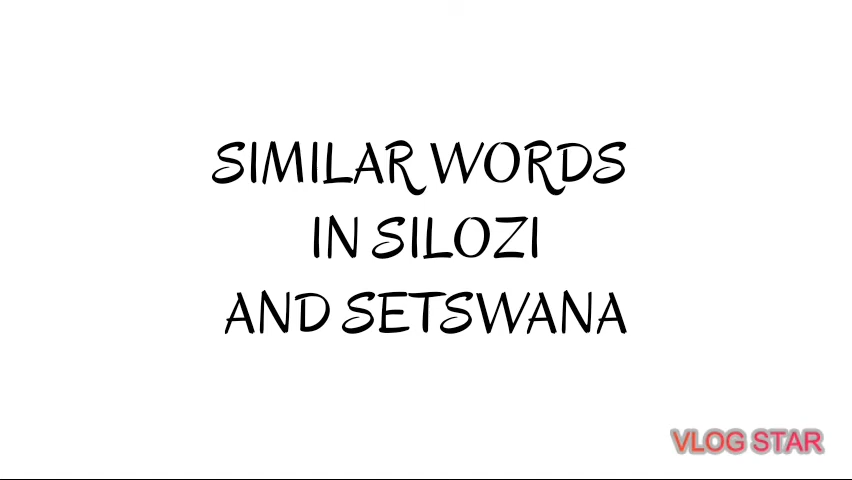 SIMILAR WORDS
IN SILOZI
AND SETSWANA
VLOG STAR